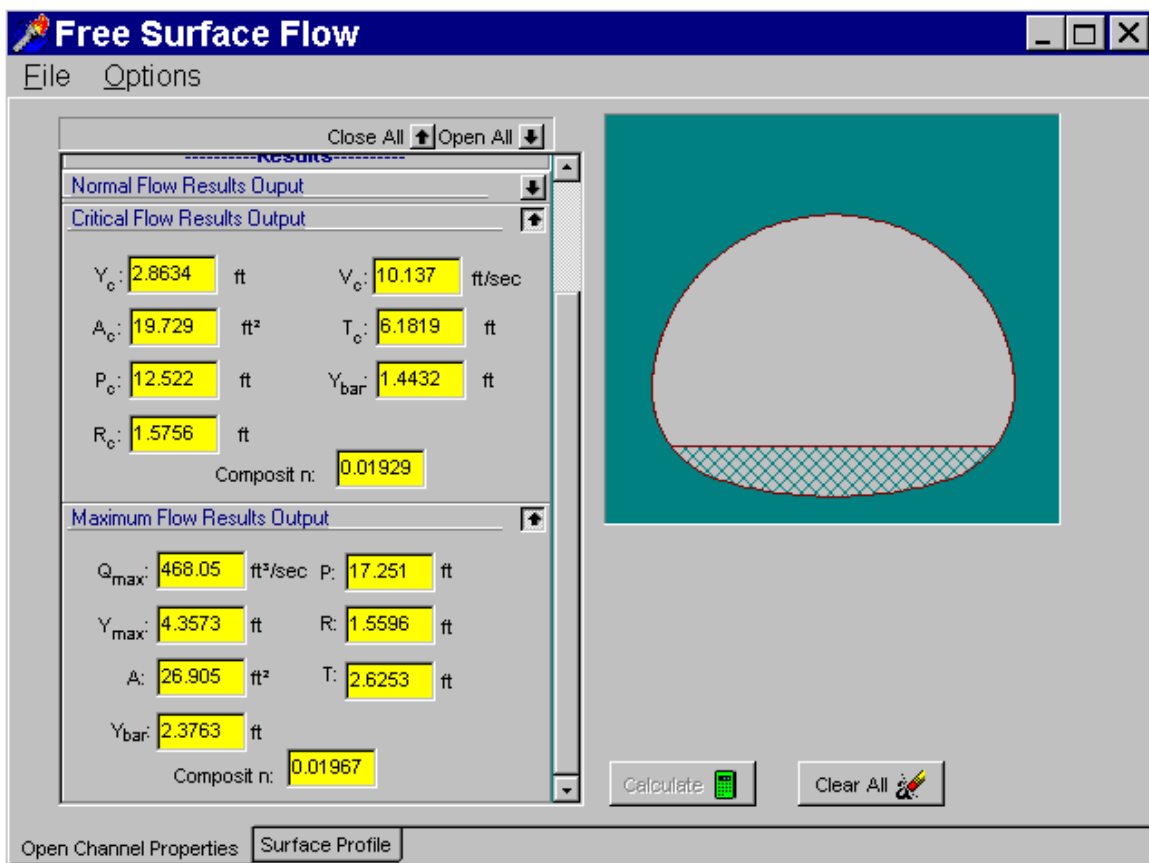 Free Surface Flow
File Options
Close All Open All
----------Results----------
Normal Flow Results Ouput
Critical Flow Results Output
Yc: 2.8634 ft Vc: 10.137 ft/sec
Ac: 19.729 ft² Tc: 6.1819 ft
Pc: 12.522 ft Ybar: 1.4432 ft
Rc: 1.5756 ft
Composit n: 0.01929
Maximum Flow Results Output
Qmax: 468.05 ft³/sec P: 17.251 ft
Ymax: 4.3573 ft R: 1.5596 ft
A: 26.905 ft² T: 2.6253 ft
Ybar: 2.3763 ft
Composit n: 0.01967
Calculate Clear All
Open Channel Properties Surface Profile